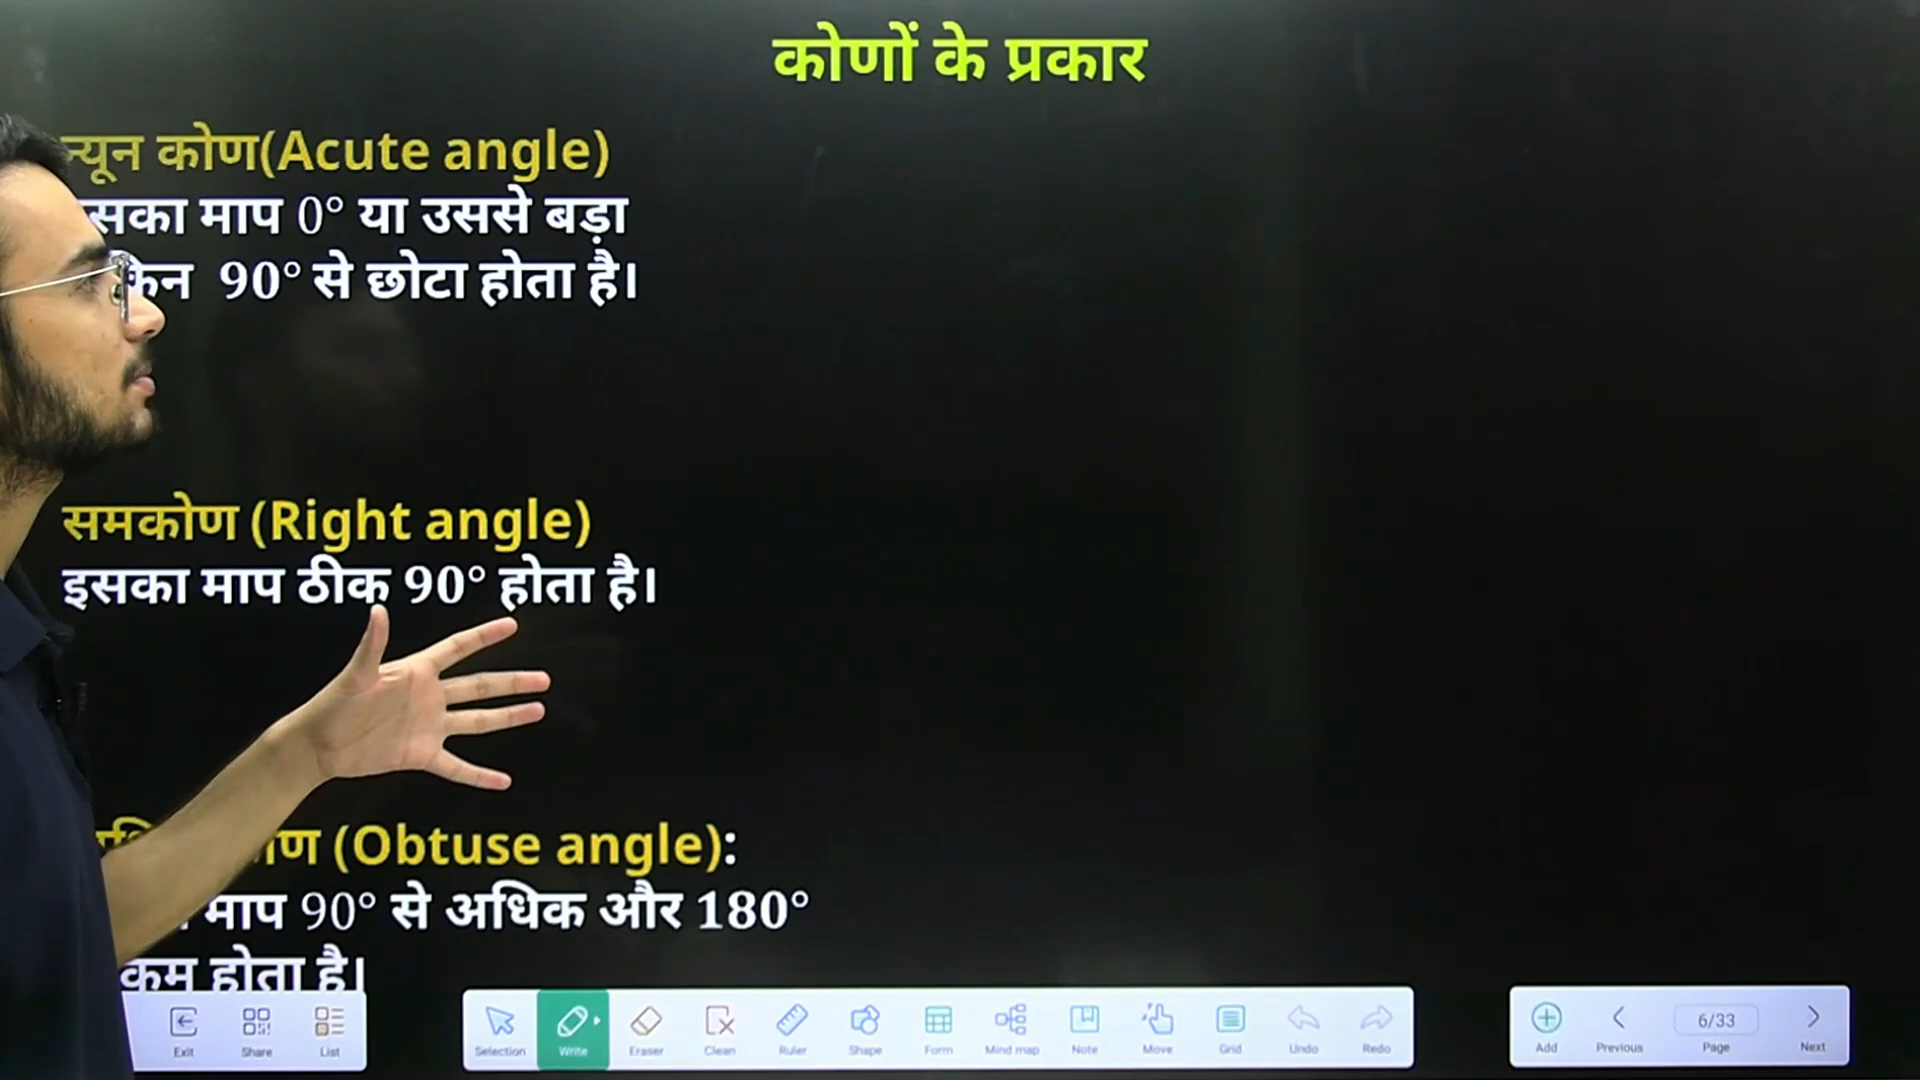 कोणों के प्रकार
न्यून कोण(Acute angle)
माप 0° या उससे बड़ा
90° से छोटा होता है।
समकोण (Right angle)
इसका माप ठीक 90° होता है।
(Obtuse angle):
माप 90° से अधिक और 180°
कम होता है।
Exit Share List
Selection Write Eraser Clean Ruler Shape Form Mind map Note Move Grid Undo Redo
6/33
Add Previous Page Next